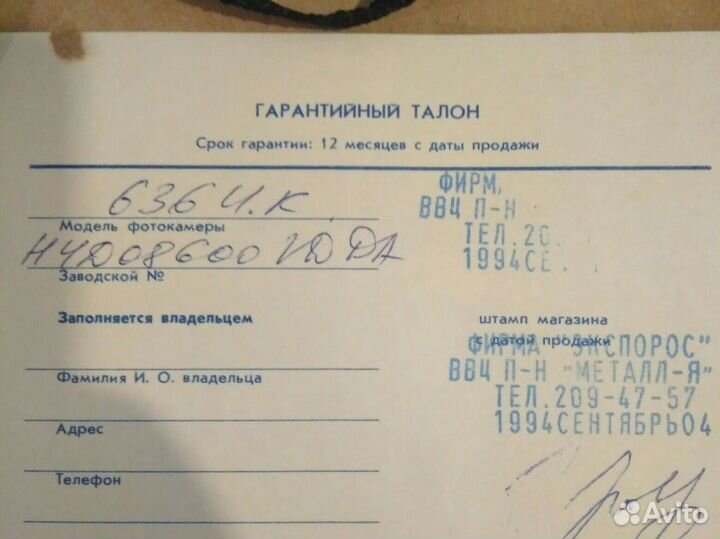 ГАРАНТИЙНЫЙ ТАЛОН
Срок гарантии: 12 месяцев с даты продажи
636 Ч.К.
Модель фотокамеры
Заводской №
Заполняется владельцем
Фамилия И. О. владельца
Адрес
Телефон
ФИРМ
ВВЦ П-Н
ТЕЛ.20
1994СЕ
штамп магазина
с датой продажи
ФИРМА "ЭКСПОРОС"
ВВЦ П-Н "МЕТАЛЛ-Я"
ТЕЛ.209-47-57
1994СЕНТЯБРЬ04
Avito